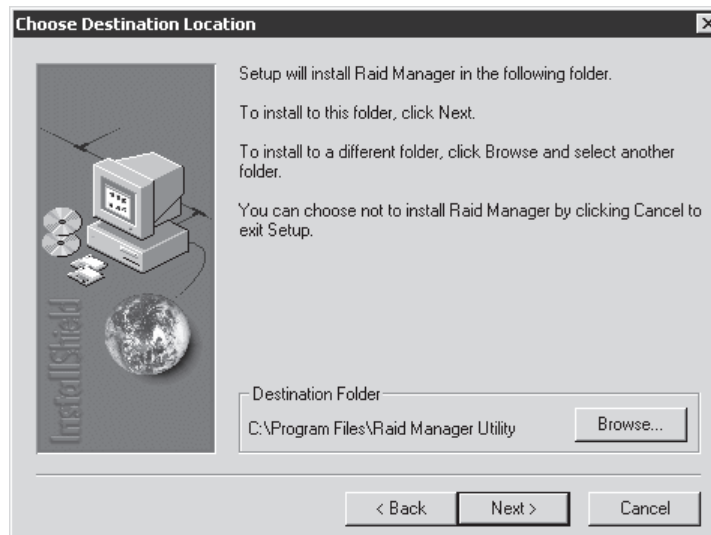 Choose Destination Location
Setup will install Raid Manager in the following folder.
To install to this folder, click Next.
To install to a different folder, click Browse and select another
folder.
You can choose not to install Raid Manager by clicking Cancel to
exit Setup.
InstallShield
Destination Folder
C:\Program Files\Raid Manager Utility
Browse...
< Back
Next >
Cancel